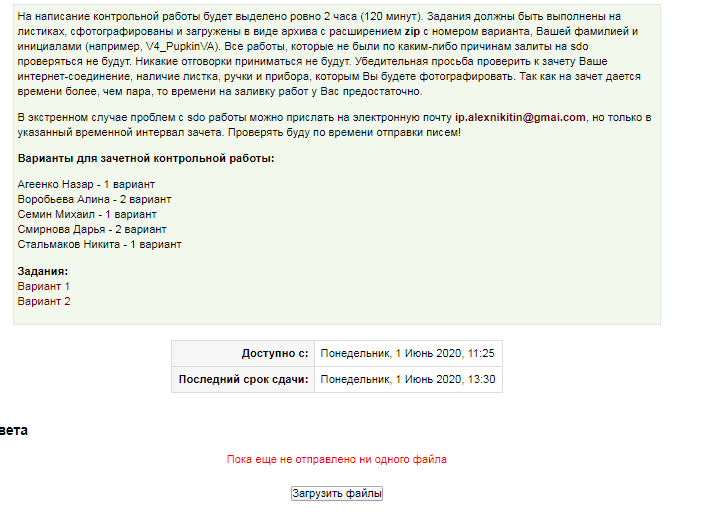 На написание контрольной работы будет выделено ровно 2 часа (120 минут). Задания должны быть выполнены на
листиках, сфотографированы и загружены в виде архива с расширением zip с номером варианта, Вашей фамилией и
инициалами (например, V4_PupkinVA). Все работы, которые не были по каким-либо причинам залиты на sdo
проверяться не будут. Никакие отговорки приниматься не будут. Убедительная просьба проверить к зачету Ваше
интернет-соединение, наличие листка, ручки и прибора, которым Вы будете фотографировать. Так как на зачет дается
времени более, чем пара, то времени на заливку работ у Вас предостаточно.
В экстренном случае проблем с sdo работы можно прислать на электронную почту ip.alexnikitin@gmai.com, но только в
указанный временной интервал зачета. Проверять буду по времени отправки писем!
Варианты для зачетной контрольной работы:
Агеенко Назар - 1 вариант
Воробьева Алина - 2 вариант
Семин Михаил - 1 вариант
Смирнова Дарья - 2 вариант
Стальмаков Никита - 1 вариант
Задания:
Вариант 1
Вариант 2
Доступно с: Понедельник, 1 Июнь 2020, 11:25
Последний срок сдачи: Понедельник, 1 Июнь 2020, 13:30
вета
Пока еще не отправлено ни одного файла
Загрузить файлы